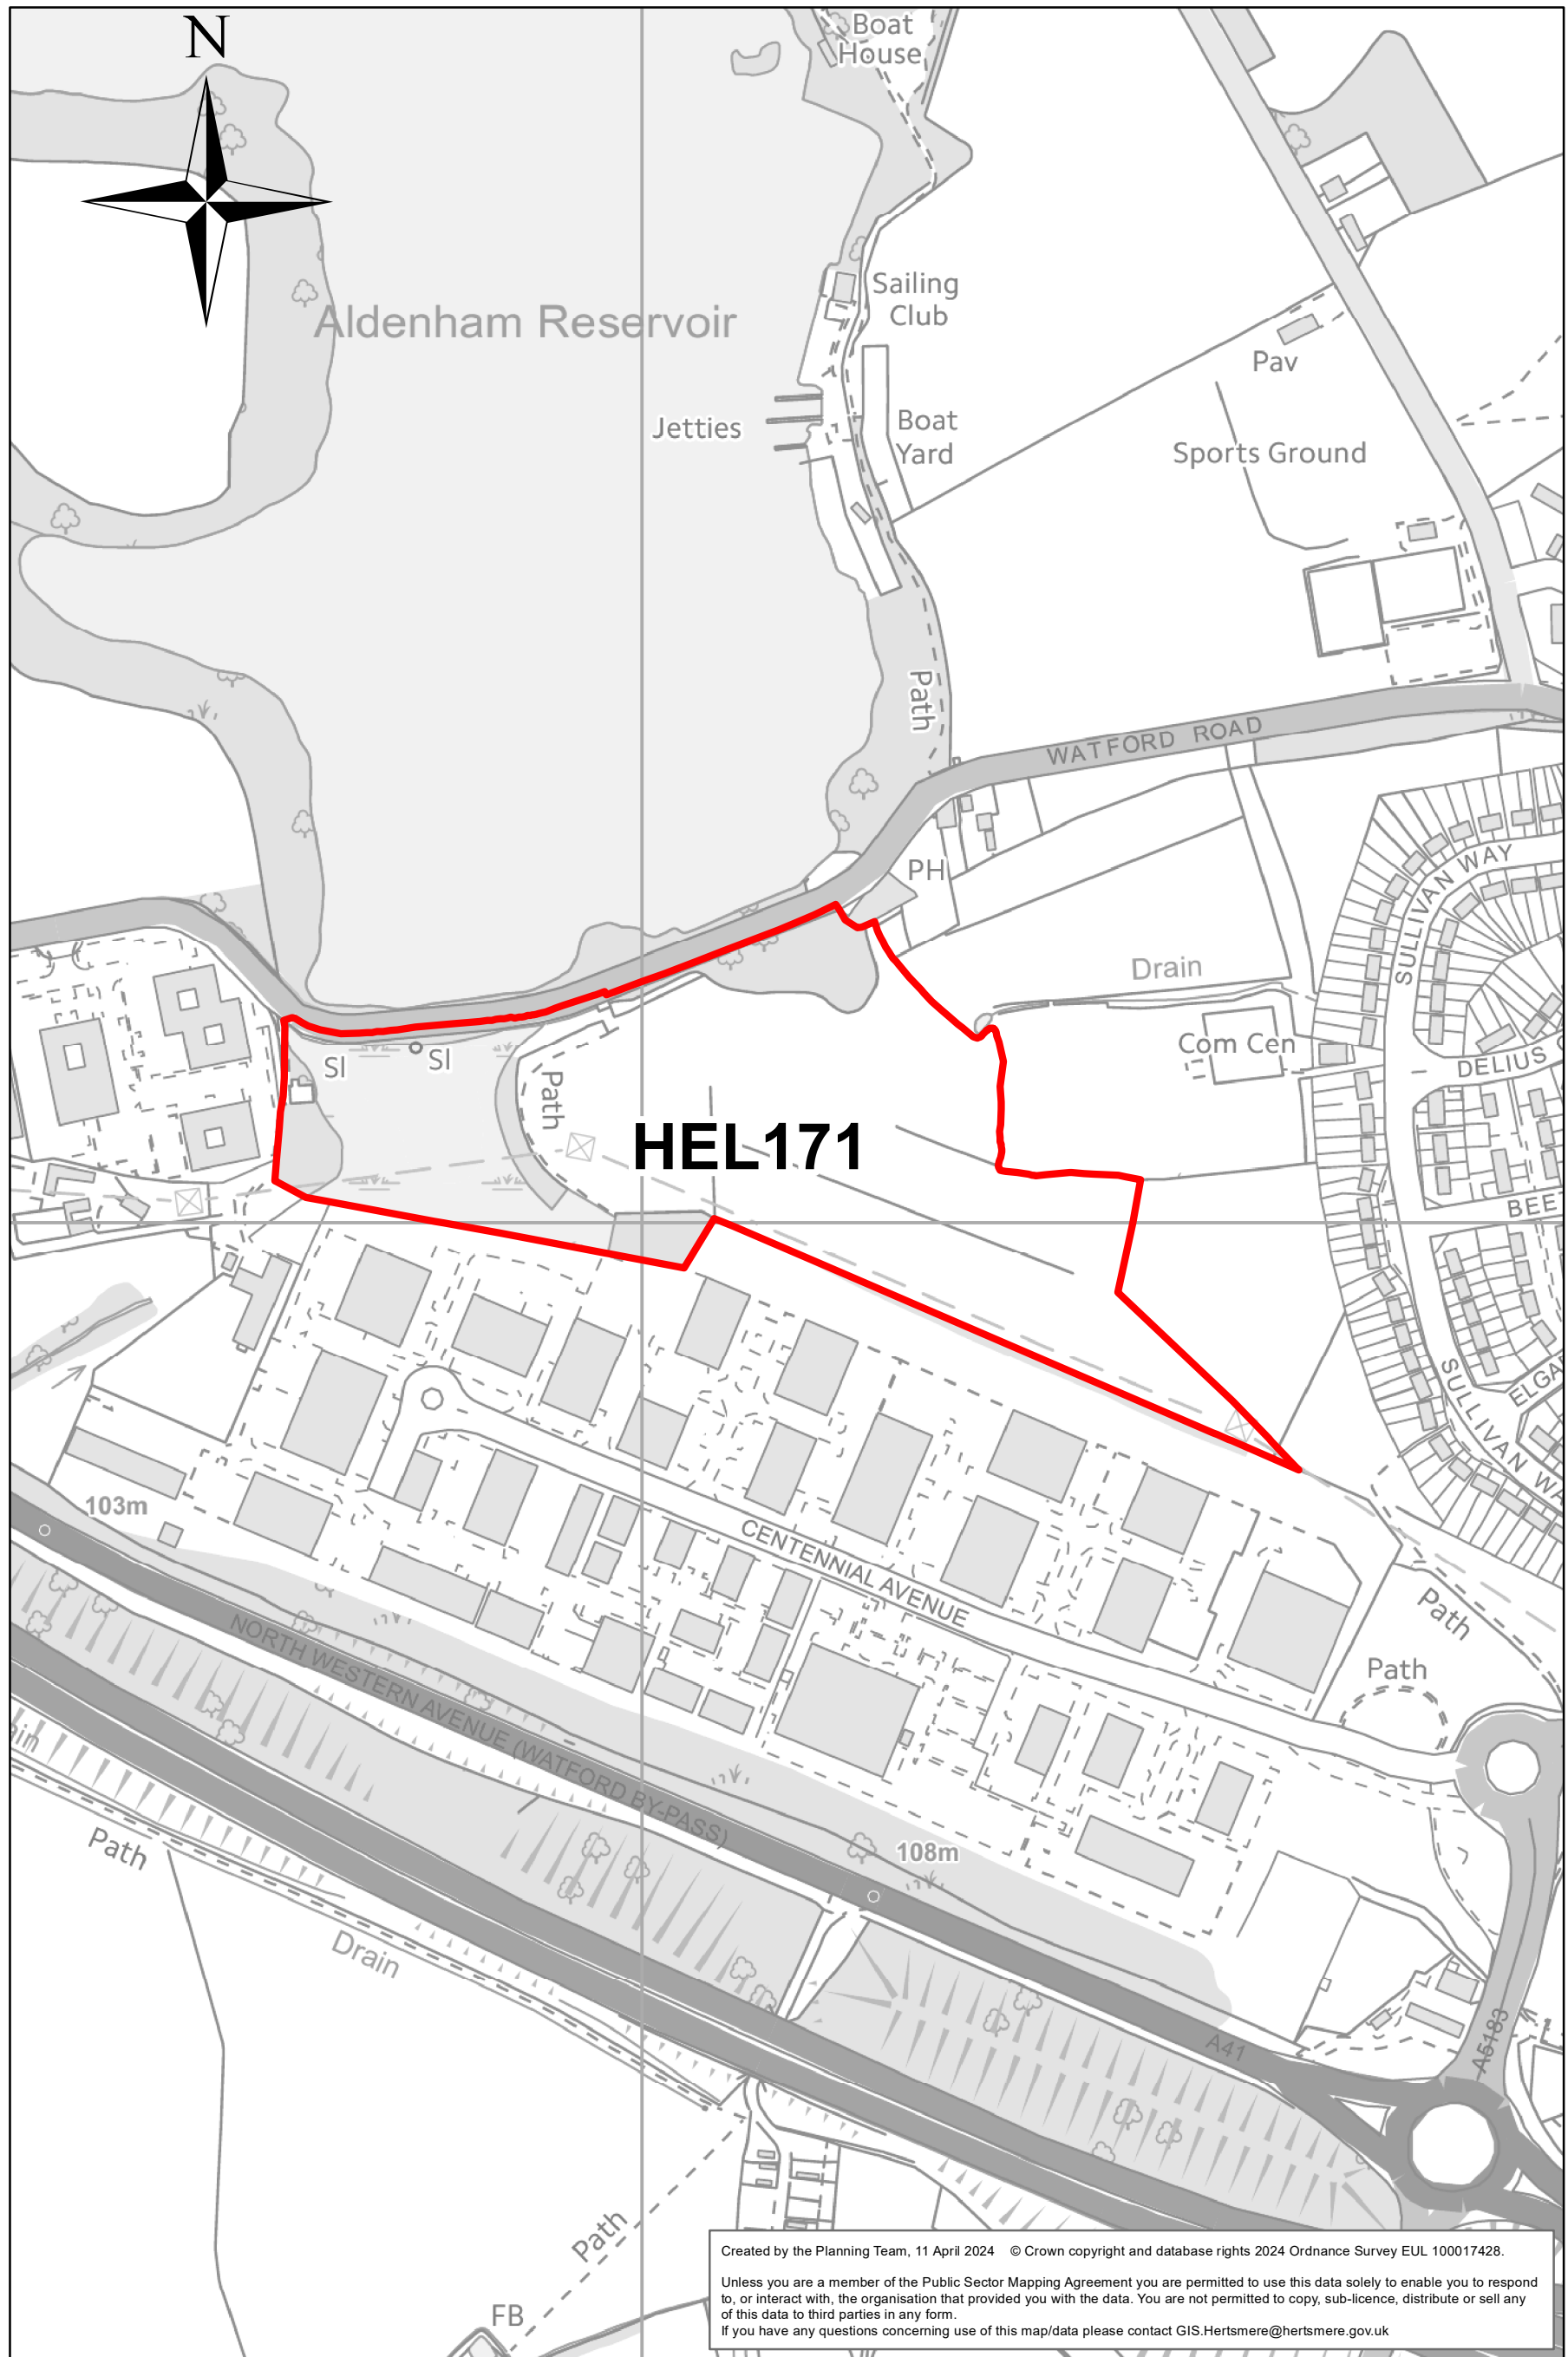 N
Boat
House
Aldenham Reservoir
Sailing
Club
Pav
Jetties
Boat
Yard
Sports Ground
Path
WATFORD ROAD
PH
SULLIVAN WAY
Drain
Com Cen
DELIUS
SI
SI
Path
HEL171
BEE
ELGA
SULLIVAN WA
103m
CENTENNIAL AVENUE
Path
NORTH WESTERN AVENUE (WATFORD BY-PASS)
Path
Path
108m
Drain
A41
A5183
Path
FB
Created by the Planning Team, 11 April 2024 © Crown copyright and database rights 2024 Ordnance Survey EUL 100017428.
Unless you are a member of the Public Sector Mapping Agreement you are permitted to use this data solely to enable you to respond
to, or interact with, the organisation that provided you with the data. You are not permitted to copy, sub-licence, distribute or sell any
of this data to third parties in any form.
If you have any questions concerning use of this map/data please contact GIS.Hertsmere@hertsmere.gov.uk